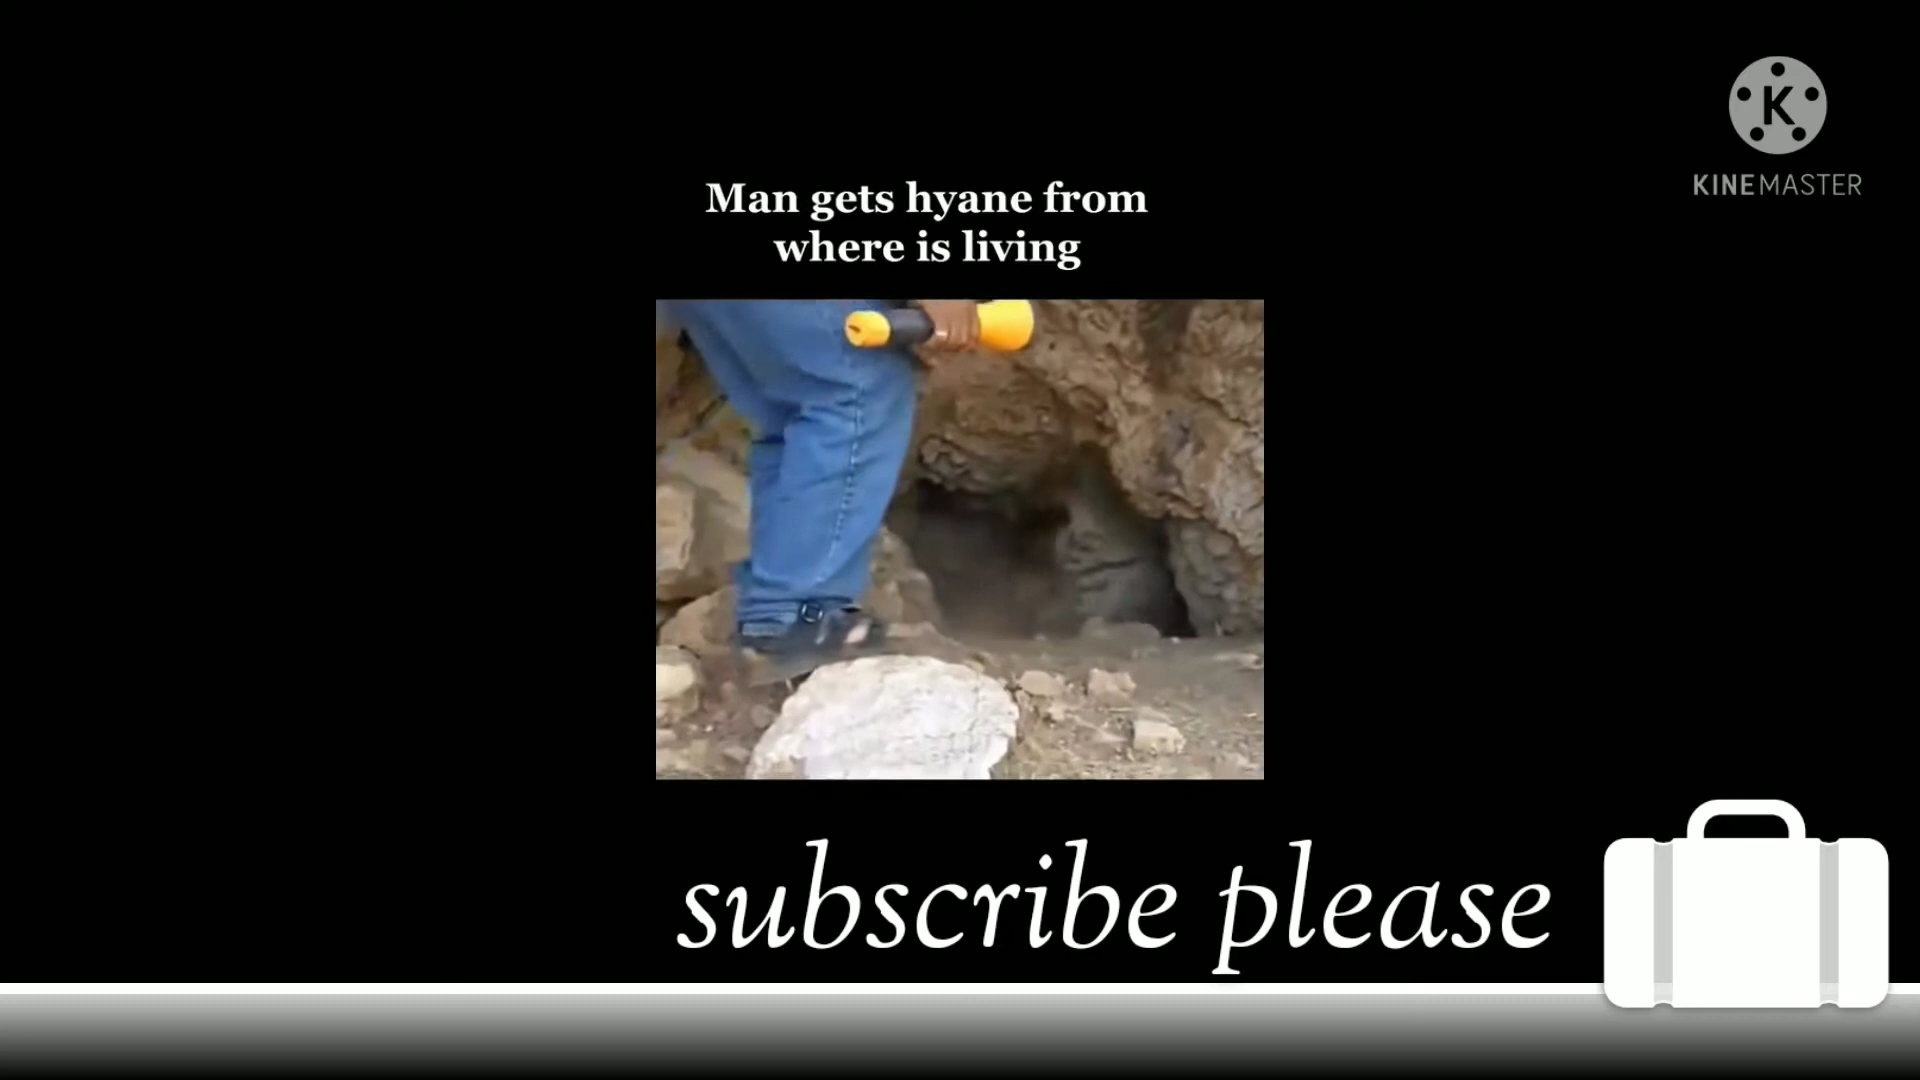 K
KINEMASTER
Man gets hyane from
where is living
subscribe please